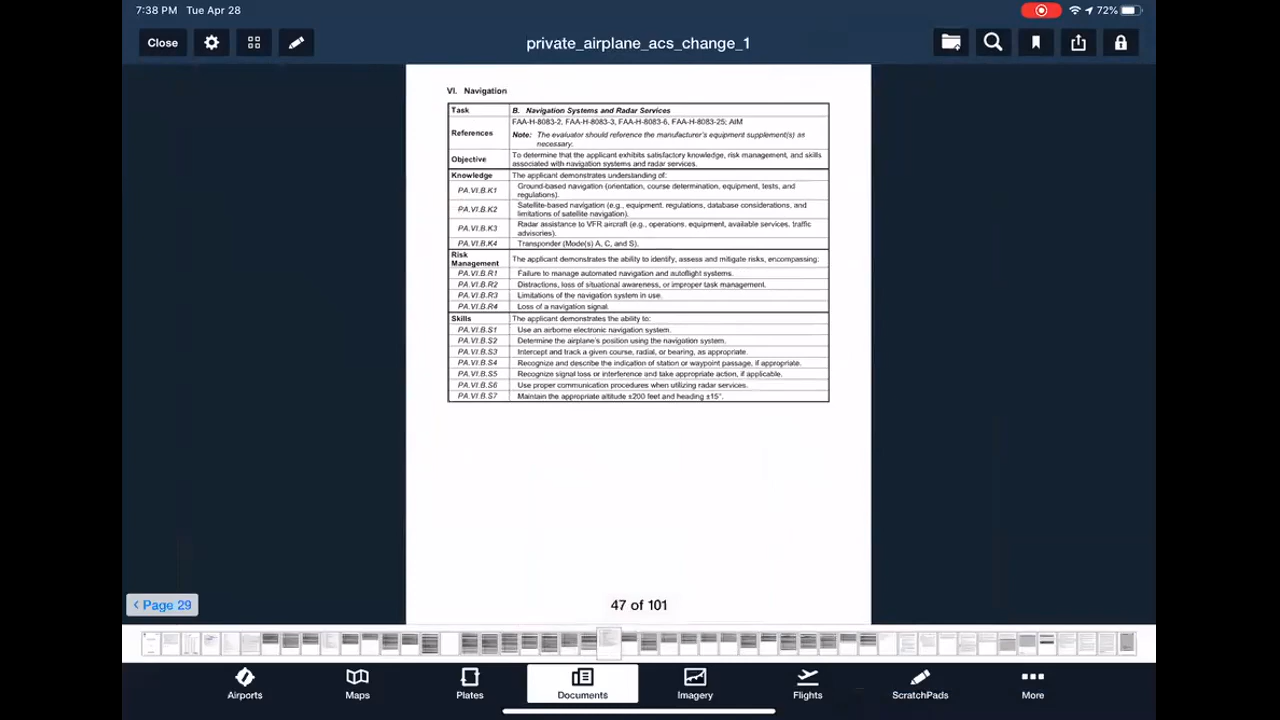 7:38 PM Tue Apr 28
72%
Close
private_airplane_acs_change_1
VI. Navigation
Task B. Navigation Systems and Radar Services
References FAA-H-8083-2, FAA-H-8083-3, FAA-H-8083-6, FAA-H-8083-25; AIM
Note: The evaluator should reference the manufacturer's equipment supplement(s) as
necessary.
Objective To determine that the applicant exhibits satisfactory knowledge, risk management, and skills
associated with navigation systems and radar services.
Knowledge The applicant demonstrates understanding of:
PA.VI.B.K1 Ground-based navigation (orientation, course determination, equipment, tests, and
regulations).
PA.VI.B.K2 Satellite-based navigation (e.g., equipment, regulations, database considerations, and
limitations of satellite navigation).
PA.VI.B.K3 Radar assistance to VFR aircraft (e.g., operations, equipment, available services, traffic
advisories).
PA.VI.B.K4 Transponder (Mode(s) A, C, and S).
Risk
Management The applicant demonstrates the ability to identify, assess and mitigate risks, encompassing:
PA.VI.B.R1 Failure to manage automated navigation and autoflight systems.
PA.VI.B.R2 Distractions, loss of situational awareness, or improper task management.
PA.VI.B.R3 Limitations of the navigation system in use.
PA.VI.B.R4 Loss of a navigation signal.
Skills The applicant demonstrates the ability to:
PA.VI.B.S1 Use an airborne electronic navigation system.
PA.VI.B.S2 Determine the airplane's position using the navigation system.
PA.VI.B.S3 Intercept and track a given course, radial, or bearing, as appropriate.
PA.VI.B.S4 Recognize and describe the indication of station or waypoint passage, if appropriate.
PA.VI.B.S5 Recognize signal loss or interference and take appropriate action, if applicable.
PA.VI.B.S6 Use proper communication procedures when utilizing radar services.
PA.VI.B.S7 Maintain the appropriate altitude ±200 feet and heading ±15°.
Page 29
47 of 101
Airports
Maps
Plates
Documents
Imagery
Flights
ScratchPads
More